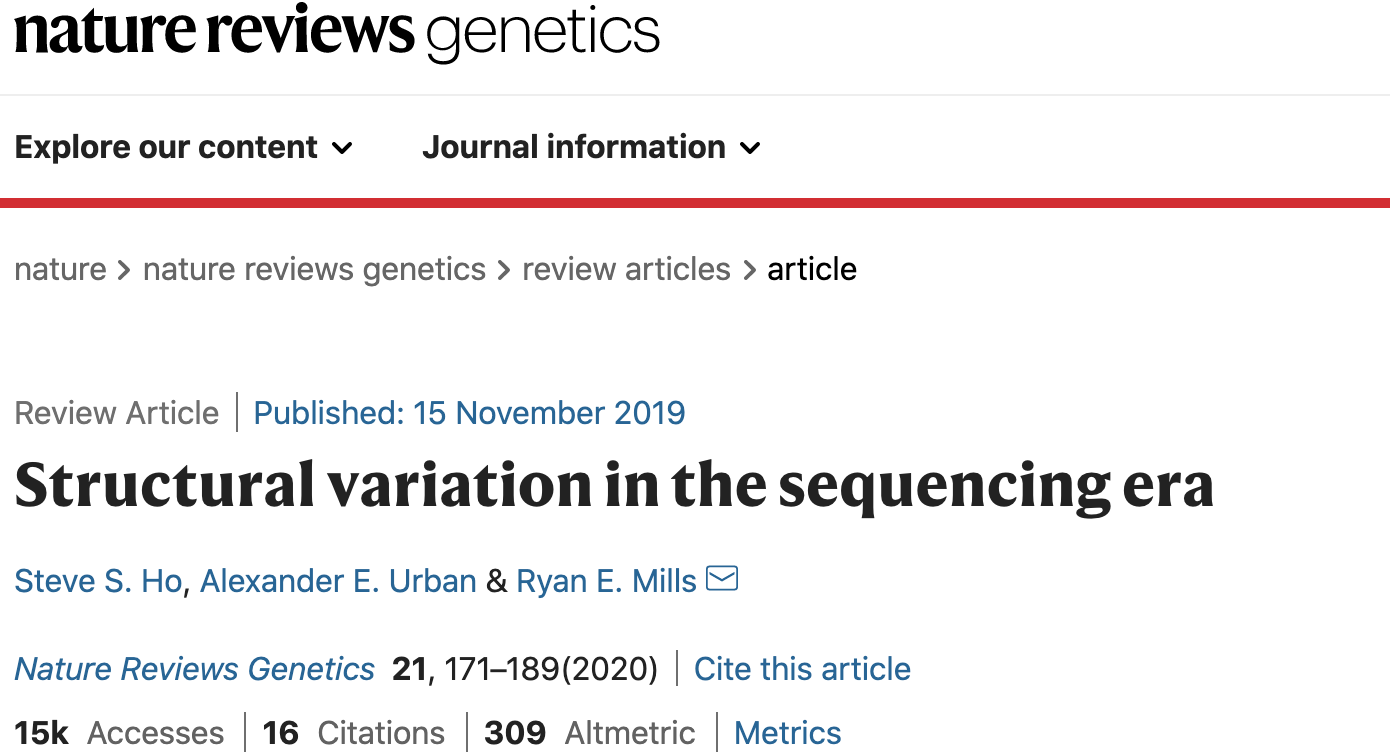 nature reviews genetics
Explore our content Journal information
nature > nature reviews genetics > review articles > article
Review Article | Published: 15 November 2019
Structural variation in the sequencing era
Steve S. Ho, Alexander E. Urban & Ryan E. Mills
Nature Reviews Genetics 21, 171–189(2020) | Cite this article
15k Accesses | 16 Citations | 309 Altmetric | Metrics